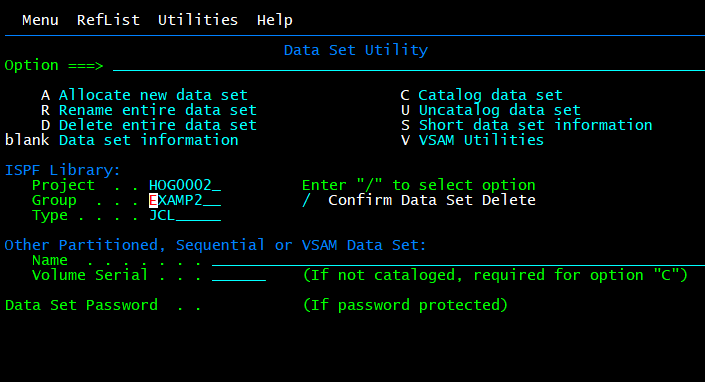 Menu RefList Utilities Help
Data Set Utility
Option ===> 
A Allocate new data set C Catalog data set
R Rename entire data set U Uncatalog data set
D Delete entire data set S Short data set information
blank Data set information V VSAM Utilities
ISPF Library:
Project . . HOG0002_ Enter "/" to select option
Group . . . EXAMP2__ / Confirm Data Set Delete
Type . . . . JCL_____
Other Partitioned, Sequential or VSAM Data Set:
Name . . . . . . .
Volume Serial . . . ______ (If not cataloged, required for option "C")
Data Set Password . . (If password protected)